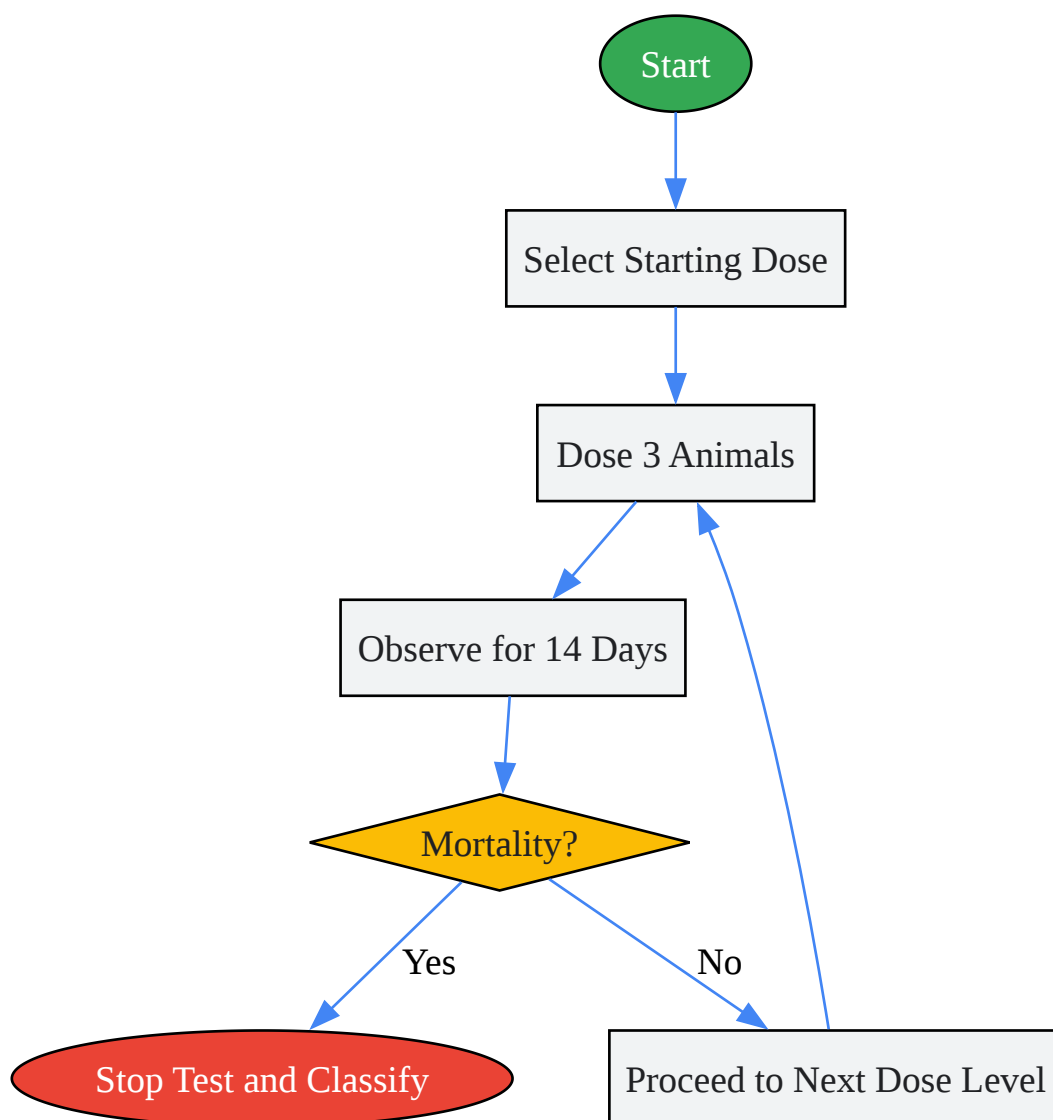 Start
Select Starting Dose
Dose 3 Animals
Observe for 14 Days
Mortality?
Yes
No
Stop Test and Classify
Proceed to Next Dose Level